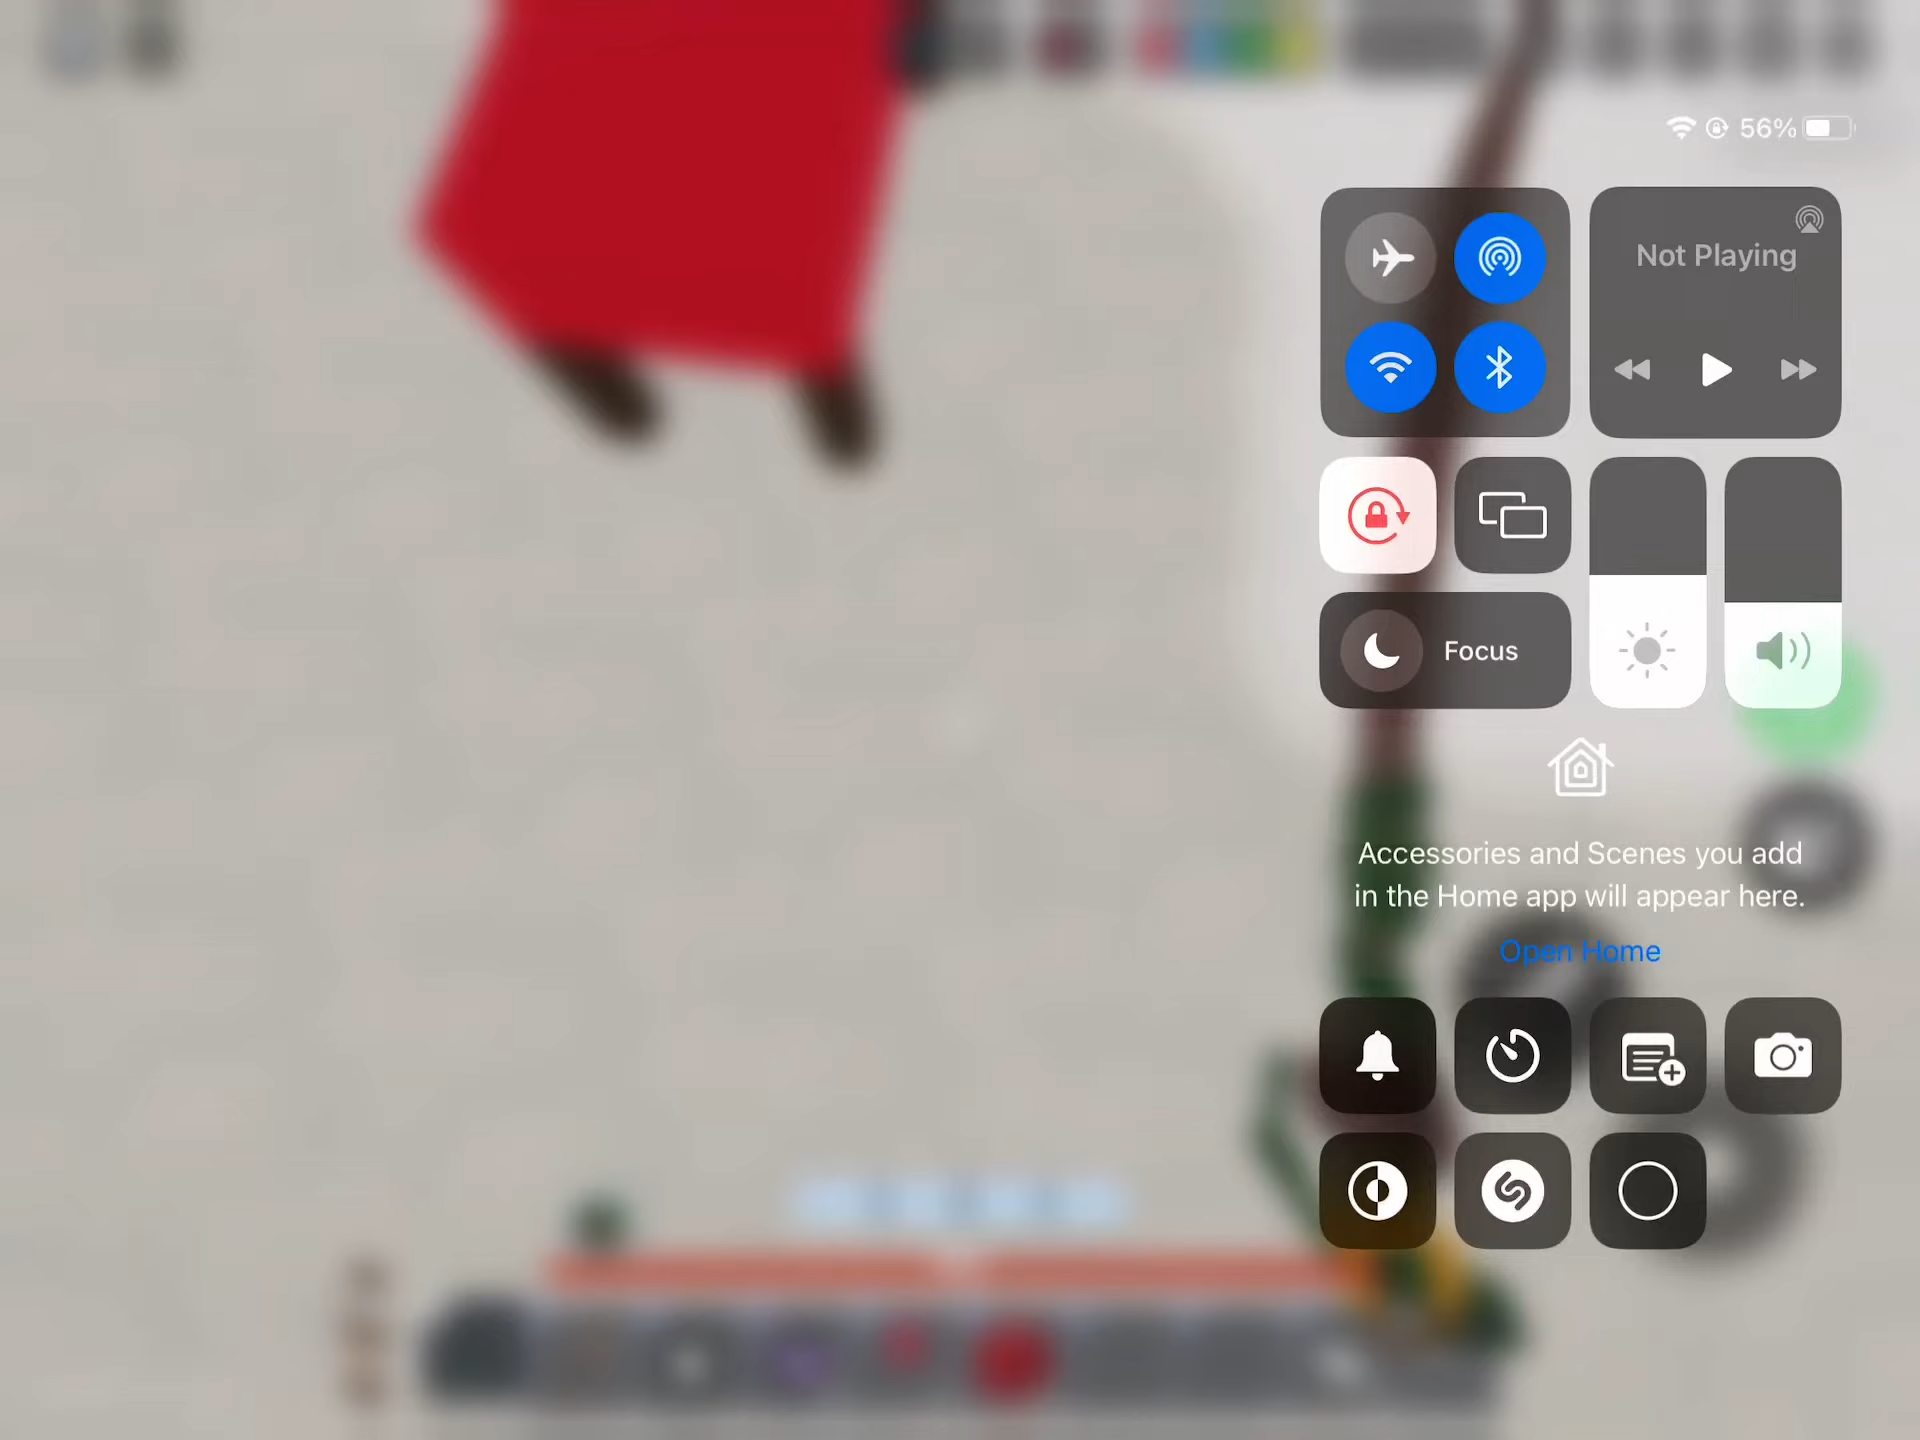 56%
Not Playing
Focus
Accessories and Scenes you add
in the Home app will appear here.
Open Home